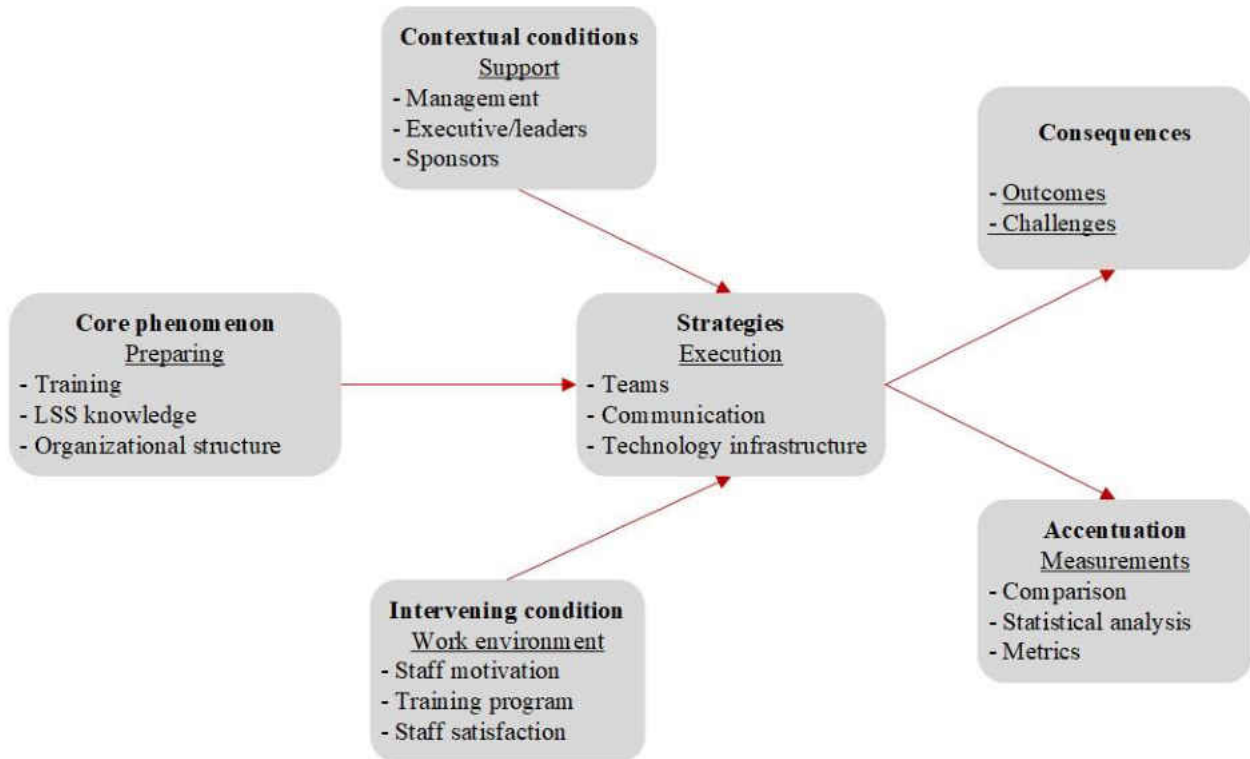 Contextual conditions
Support
- Management
- Executive/leaders
- Sponsors
Consequences
- Outcomes
- Challenges
Core phenomenon
Preparing
- Training
- LSS knowledge
- Organizational structure
Strategies
Execution
- Teams
- Communication
- Technology infrastructure
Intervening condition
Work environment
- Staff motivation
- Training program
- Staff satisfaction
Accentuation
Measurements
- Comparison
- Statistical analysis
- Metrics